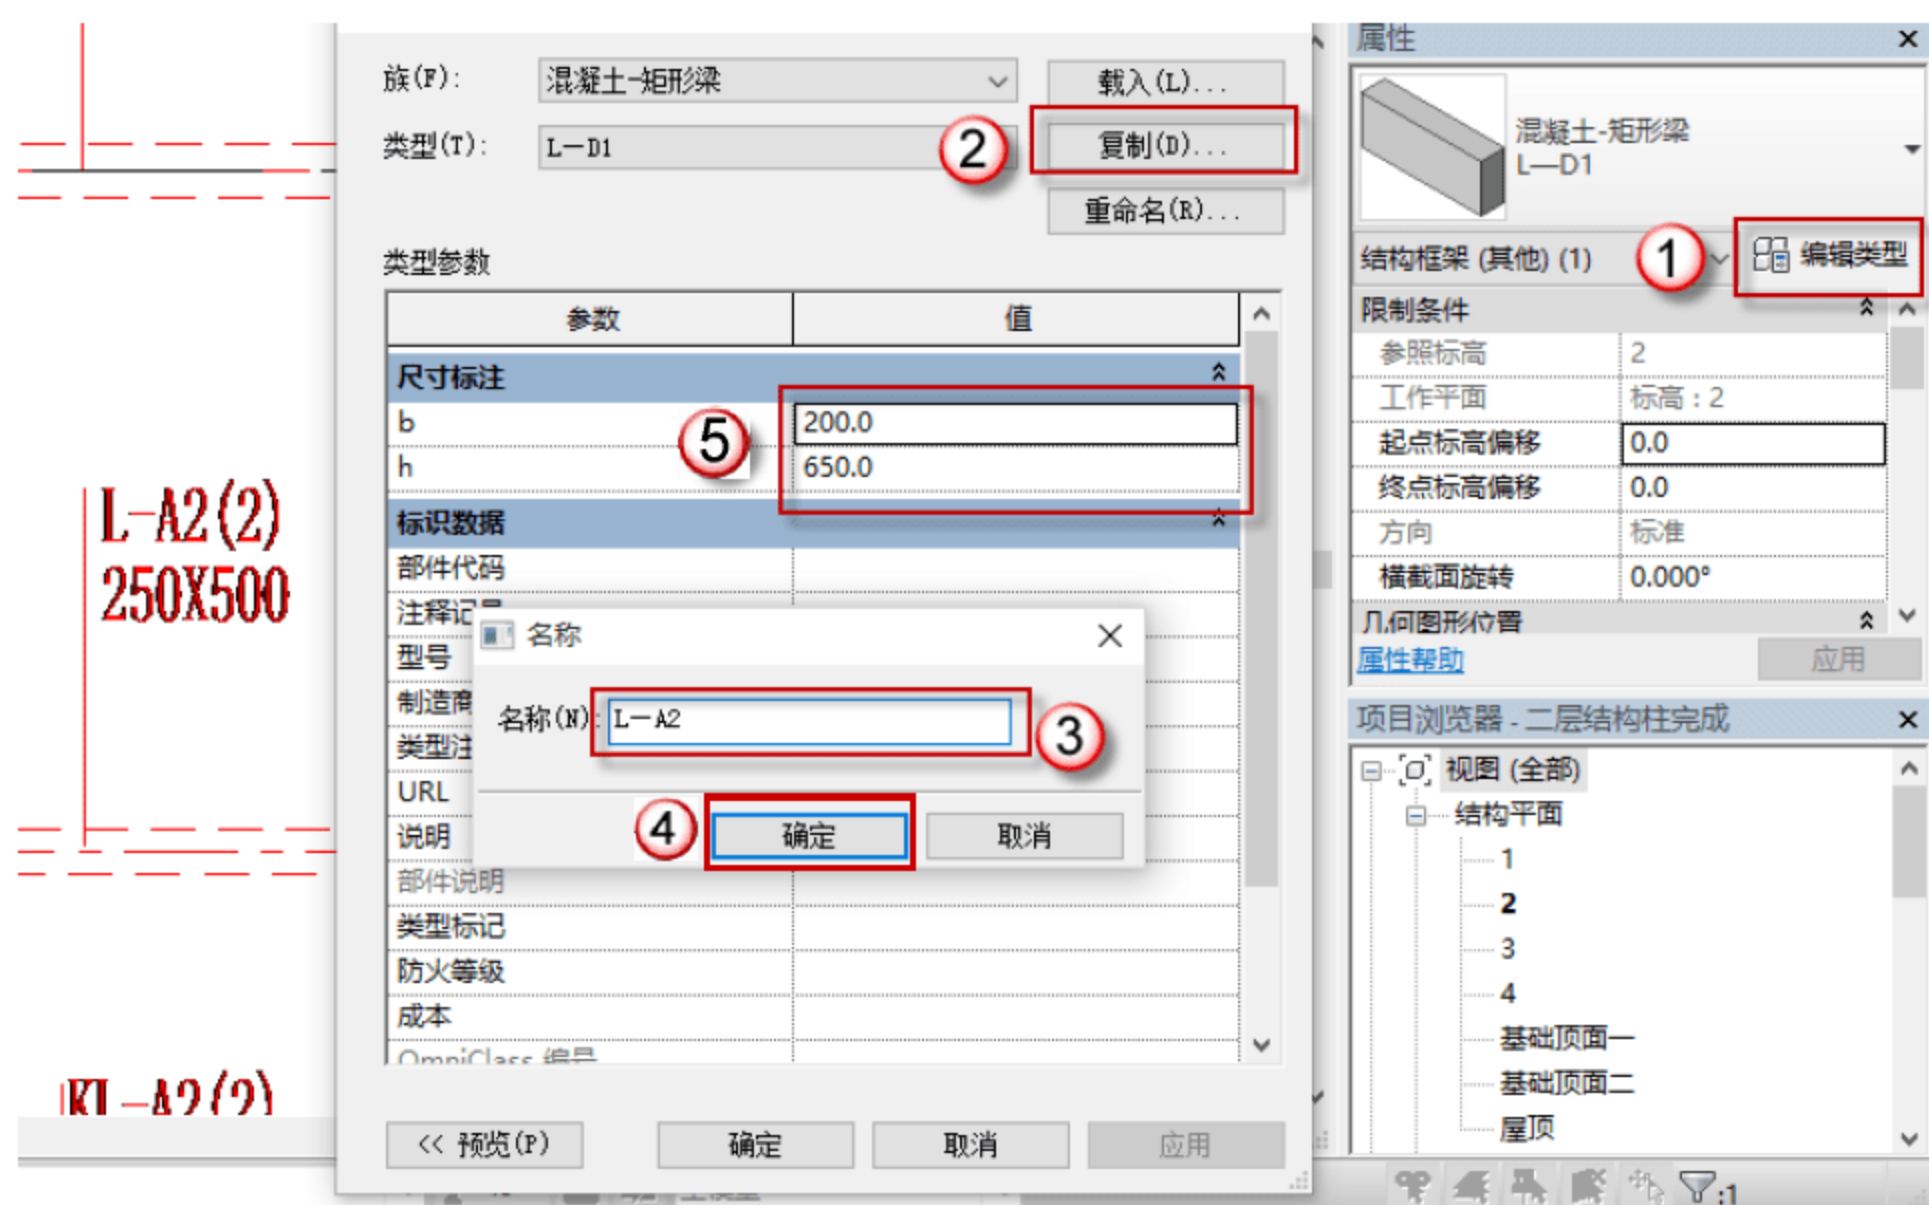 L-A2(2)
250X500
KL-A2(2)
族(F):
混凝土-矩形梁
载入(L)...
类型(T):
L-D1
②
复制(D)...
重命名(R)...
类型参数
参数
值
尺寸标注
b
200.0
⑤
h
650.0
标识数据
部件代码
注释记
型号
制造商
类型注
URL
说明
部件说明
类型标记
防火等级
成本
OmniClass 编号
名称
名称(N):
L-A2
③
④
确定
取消
<< 预览(P)
确定
取消
应用
属性
混凝土-矩形梁
L—D1
结构框架 (其他) (1)
①
编辑类型
限制条件
参照标高
2
工作平面
标高 : 2
起点标高偏移
0.0
终点标高偏移
0.0
方向
标准
横截面旋转
0.000°
几何图形位置
属性帮助
应用
项目浏览器 - 二层结构柱完成
视图 (全部)
结构平面
1
2
3
4
基础顶面一
基础顶面二
屋顶
:1